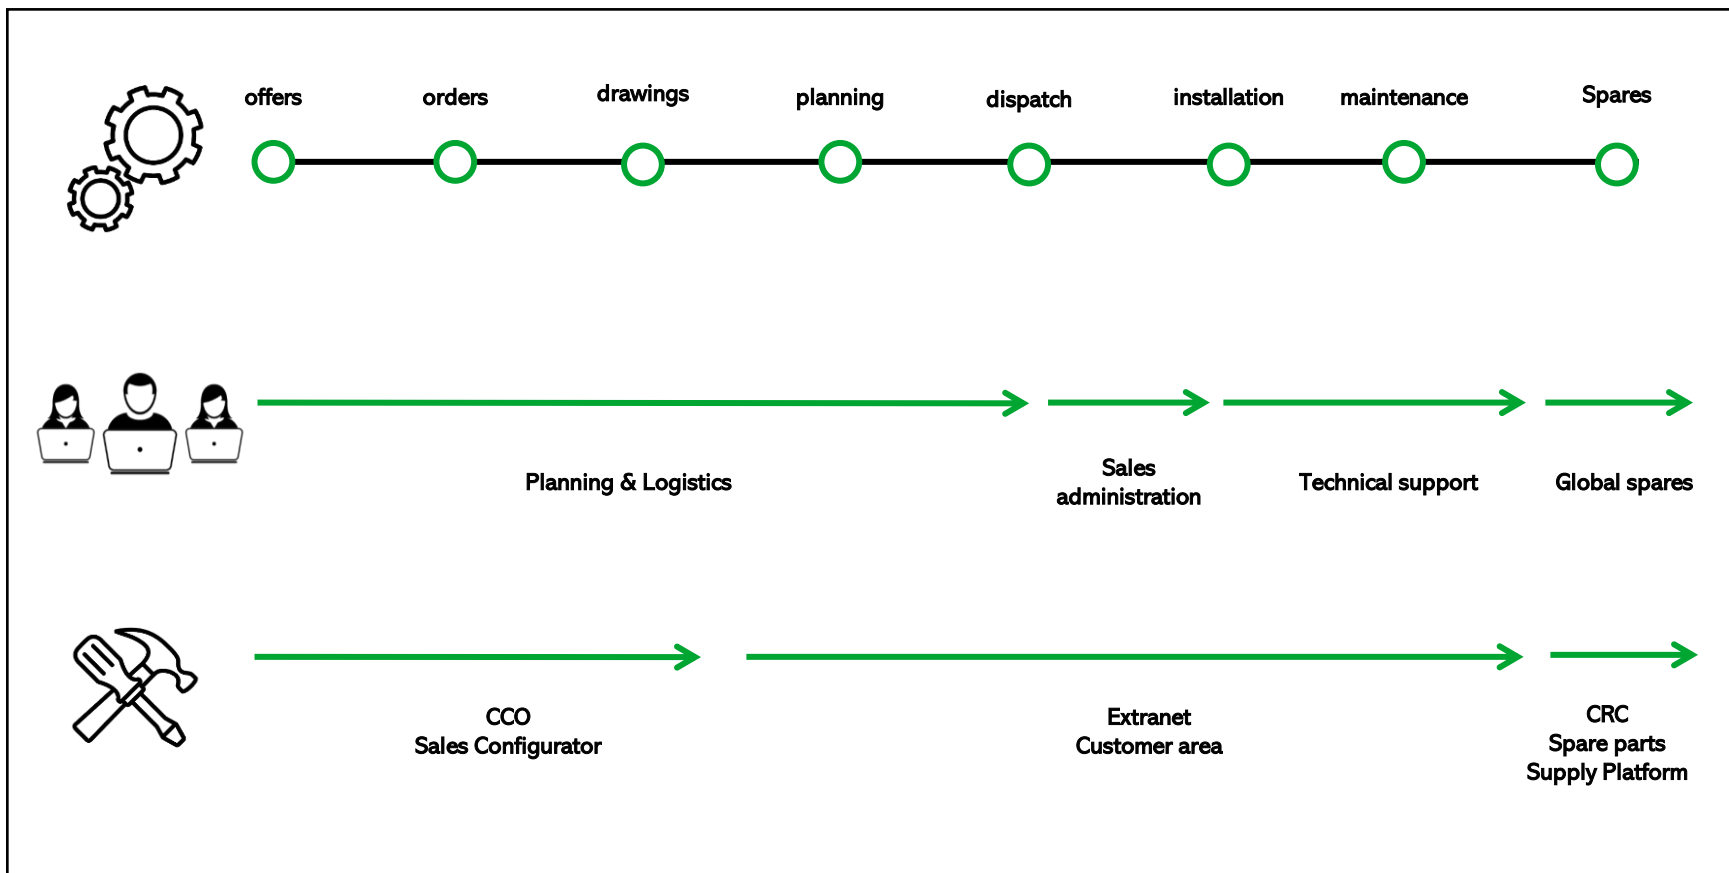 offers
orders
drawings
planning
dispatch
installation
maintenance
Spares
Planning & Logistics
Sales
administration
Technical support
Global spares
CCO
Sales Configurator
Extranet
Customer area
CRC
Spare parts
Supply Platform